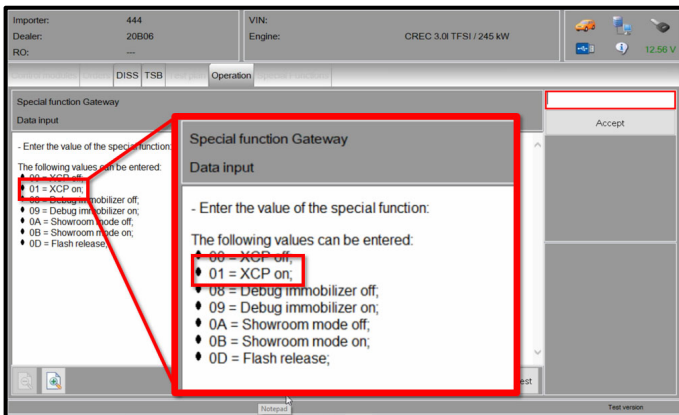 Importer: 444 VIN:
Dealer: 20B06 Engine: CREC 3.0l TFSI / 245 kW
RO: ---
12.56 V
DISS TSB Operation
Special function Gateway
Data input
Accept
- Enter the value of the special function:
The following values can be entered:
00 = XCP off;
01 = XCP on;
08 = Debug immobilizer off;
09 = Debug immobilizer on;
0A = Showroom mode off;
0B = Showroom mode on;
0D = Flash release;
Special function Gateway
Data input
- Enter the value of the special function:
The following values can be entered:
00 = XCP off;
01 = XCP on;
08 = Debug immobilizer off;
09 = Debug immobilizer on;
0A = Showroom mode off;
0B = Showroom mode on;
0D = Flash release;
Notepad
Test version